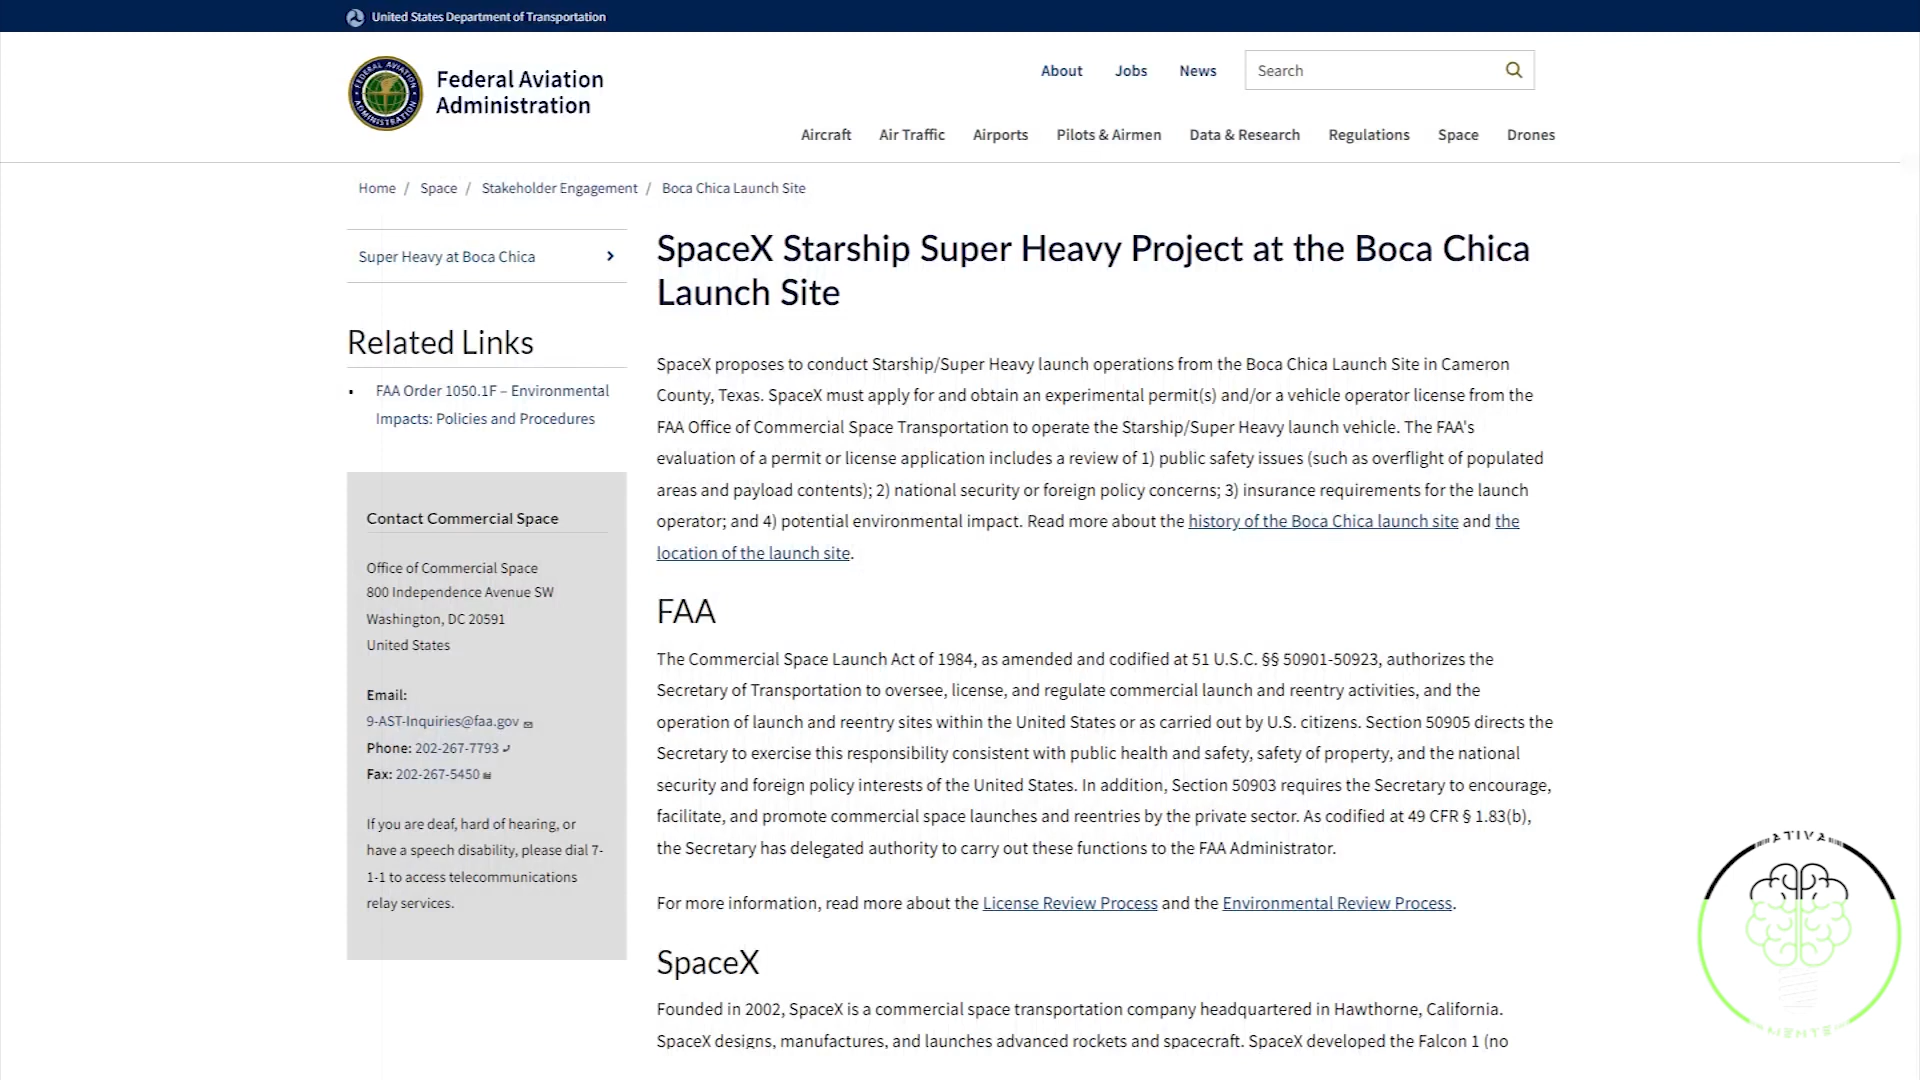 United States Department of Transportation
FEDERAL AVIATION
ADMINISTRATION
Federal Aviation
Administration
About
Jobs
News
Search
Aircraft
Air Traffic
Airports
Pilots & Airmen
Data & Research
Regulations
Space
Drones
Home / Space / Stakeholder Engagement / Boca Chica Launch Site
Super Heavy at Boca Chica
Related Links
FAA Order 1050.1F – Environmental
Impacts: Policies and Procedures
Contact Commercial Space
Office of Commercial Space
800 Independence Avenue SW
Washington, DC 20591
United States
Email:
9-AST-Inquiries@faa.gov
Phone: 202-267-7793
Fax: 202-267-5450
If you are deaf, hard of hearing, or
have a speech disability, please dial 7-
1-1 to access telecommunications
relay services.
SpaceX Starship Super Heavy Project at the Boca Chica
Launch Site
SpaceX proposes to conduct Starship/Super Heavy launch operations from the Boca Chica Launch Site in Cameron
County, Texas. SpaceX must apply for and obtain an experimental permit(s) and/or a vehicle operator license from the
FAA Office of Commercial Space Transportation to operate the Starship/Super Heavy launch vehicle. The FAA's
evaluation of a permit or license application includes a review of 1) public safety issues (such as overflight of populated
areas and payload contents); 2) national security or foreign policy concerns; 3) insurance requirements for the launch
operator; and 4) potential environmental impact. Read more about the history of the Boca Chica launch site and the
location of the launch site.
FAA
The Commercial Space Launch Act of 1984, as amended and codified at 51 U.S.C. §§ 50901-50923, authorizes the
Secretary of Transportation to oversee, license, and regulate commercial launch and reentry activities, and the
operation of launch and reentry sites within the United States or as carried out by U.S. citizens. Section 50905 directs the
Secretary to exercise this responsibility consistent with public health and safety, safety of property, and the national
security and foreign policy interests of the United States. In addition, Section 50903 requires the Secretary to encourage,
facilitate, and promote commercial space launches and reentries by the private sector. As codified at 49 CFR § 1.83(b),
the Secretary has delegated authority to carry out these functions to the FAA Administrator.
For more information, read more about the License Review Process and the Environmental Review Process.
SpaceX
Founded in 2002, SpaceX is a commercial space transportation company headquartered in Hawthorne, California.
SpaceX designs, manufactures, and launches advanced rockets and spacecraft. SpaceX developed the Falcon 1 (no
ATIVA
MENTE